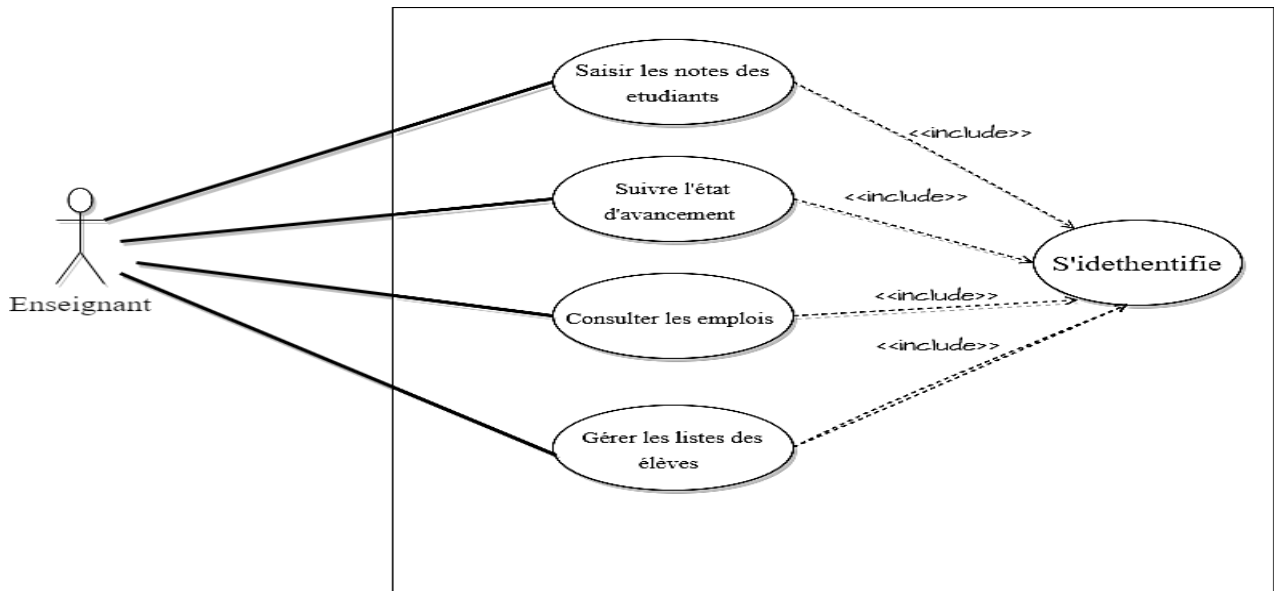 Saisir les notes des
etudiants
<<include>>
Suivre l'état
d'avancement
<<include>>
S'idethentifie
Enseignant
Consulter les emplois
<<include>>
<<include>>
Gérer les listes des
élèves